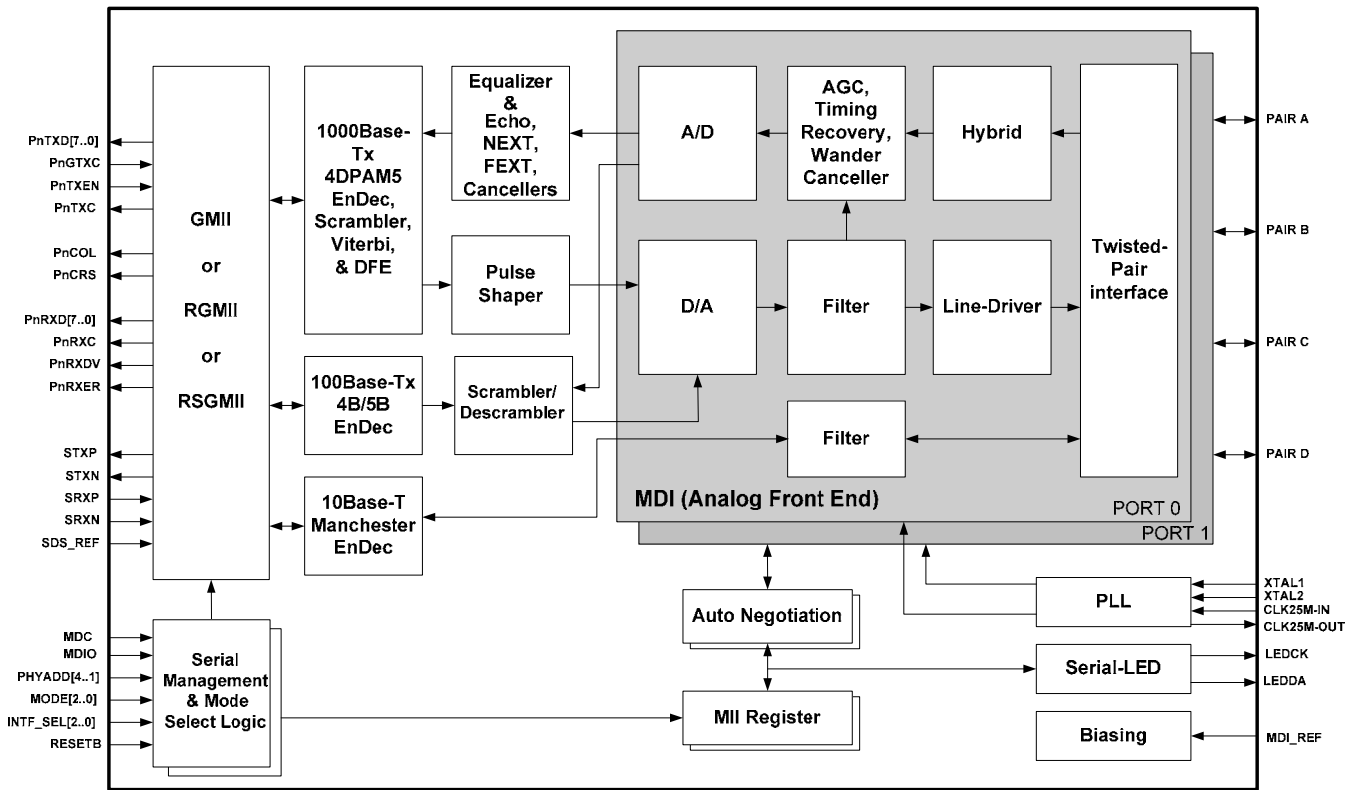 PnTXD[7..0]
PnGTXC
PnTXEN
PnTXC
PnCOL
PnCRS
PnRXD[7..0]
PnRXC
PnRXDV
PnRXER
STXP
STXN
SRXP
SRXN
SDS_REF
MDC
MDIO
PHYADD[4..1]
MODE[2..0]
INTF_SEL[2..0]
RESETB
GMII
or
RGMII
or
RSGMII
Serial
Management
& Mode
Select Logic
1000Base-
Tx
4DPAM5
EnDec,
Scrambler,
Viterbi,
& DFE
100Base-Tx
4B/5B
EnDec
10Base-T
Manchester
EnDec
Equalizer
&
Echo,
NEXT,
FEXT,
Cancellers
Pulse
Shaper
Scrambler/
Descrambler
A/D
AGC,
Timing
Recovery,
Wander
Canceller
Hybrid
D/A
Filter
Line-Driver
Filter
Twisted-
Pair
interface
MDI (Analog Front End)
PORT 0
PORT 1
Auto Negotiation
MII Register
PLL
Serial-LED
Biasing
PAIR A
PAIR B
PAIR C
PAIR D
XTAL1
XTAL2
CLK25M-IN
CLK25M-OUT
LEDCK
LEDDA
MDI_REF